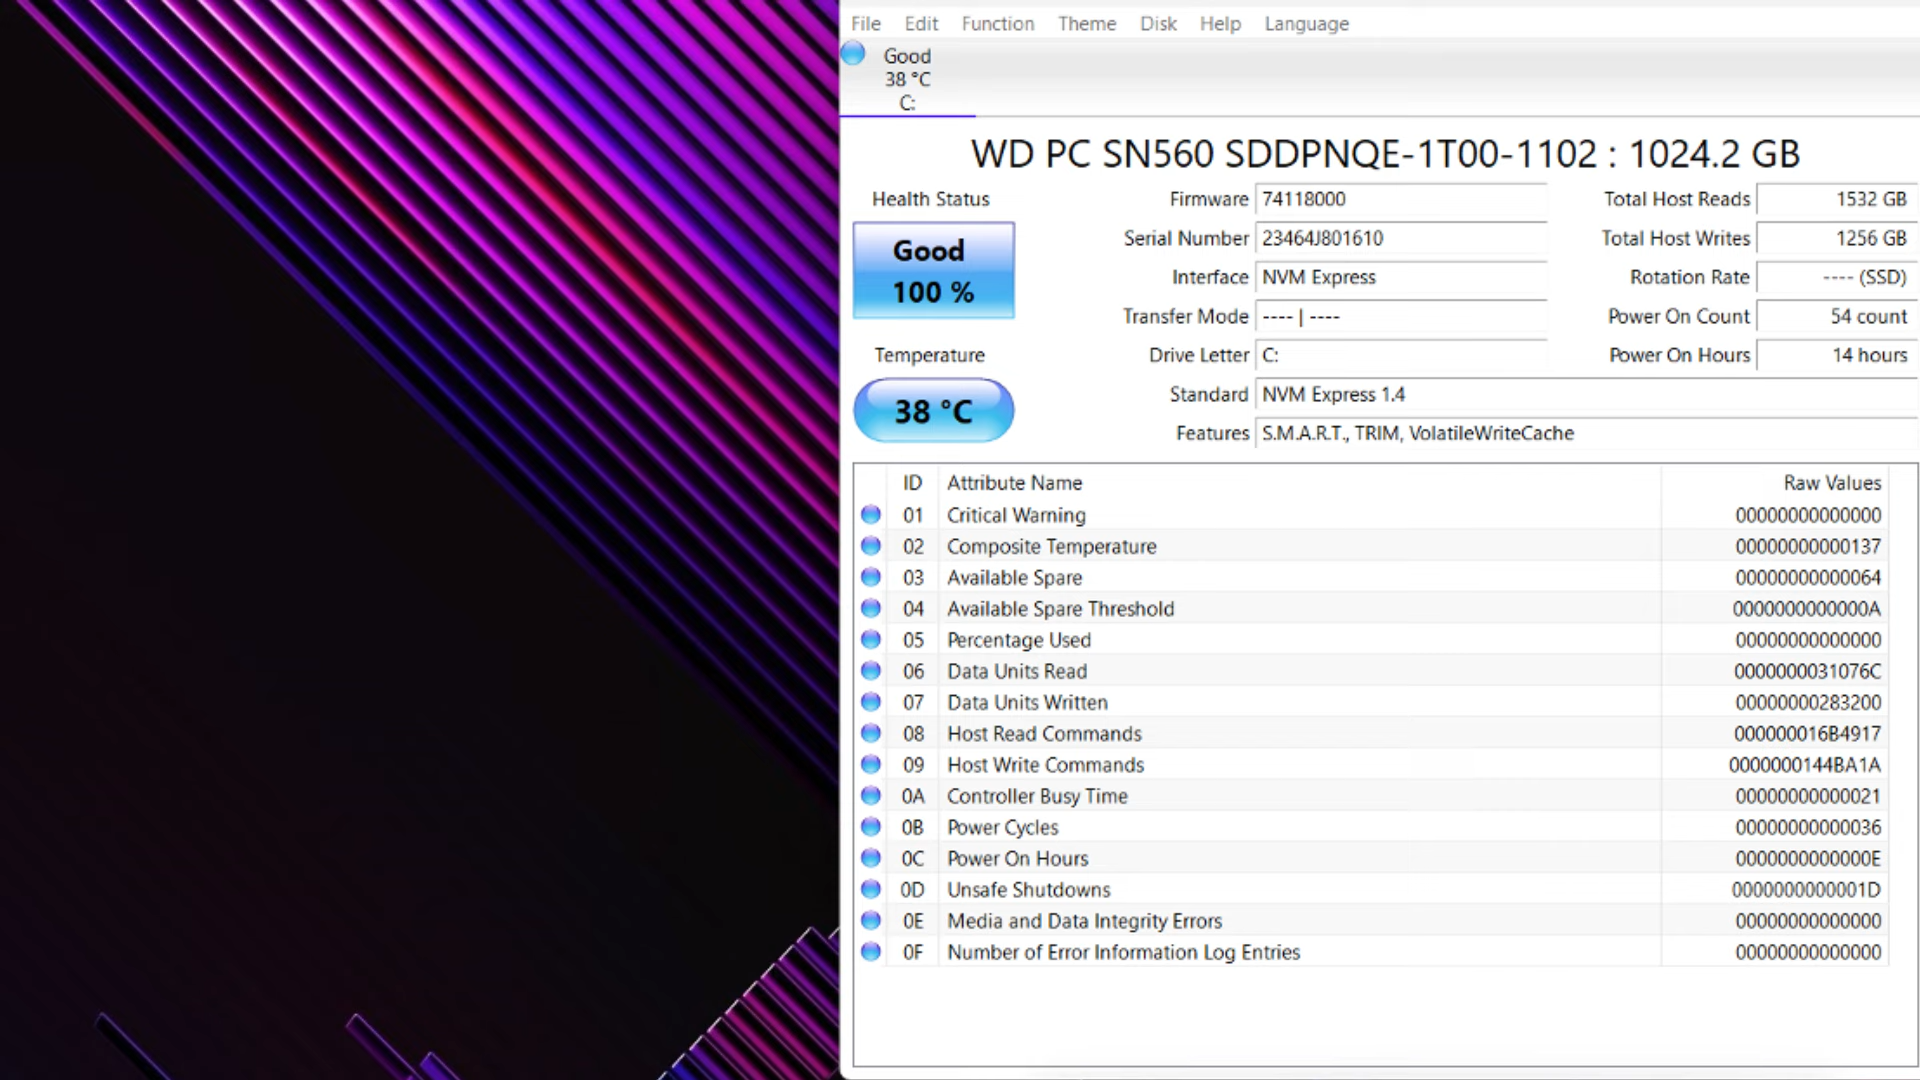 File Edit Function Theme Disk Help Language
Good
38 °C
C:
WD PC SN560 SDDPNQE-1T00-1102 : 1024.2 GB
Health Status
Good
100 %
Temperature
38 °C
Firmware 74118000
Serial Number 23464J801610
Interface NVM Express
Transfer Mode ---- | ----
Drive Letter C:
Standard NVM Express 1.4
Features S.M.A.R.T., TRIM, VolatileWriteCache
Total Host Reads 1532 GB
Total Host Writes 1256 GB
Rotation Rate ---- (SSD)
Power On Count 54 count
Power On Hours 14 hours
ID Attribute Name Raw Values
01 Critical Warning 00000000000000
02 Composite Temperature 00000000000137
03 Available Spare 00000000000064
04 Available Spare Threshold 0000000000000A
05 Percentage Used 00000000000000
06 Data Units Read 0000000031076C
07 Data Units Written 00000000283200
08 Host Read Commands 000000016B4917
09 Host Write Commands 0000000144BA1A
0A Controller Busy Time 00000000000021
0B Power Cycles 00000000000036
0C Power On Hours 0000000000000E
0D Unsafe Shutdowns 0000000000001D
0E Media and Data Integrity Errors 00000000000000
0F Number of Error Information Log Entries 00000000000000